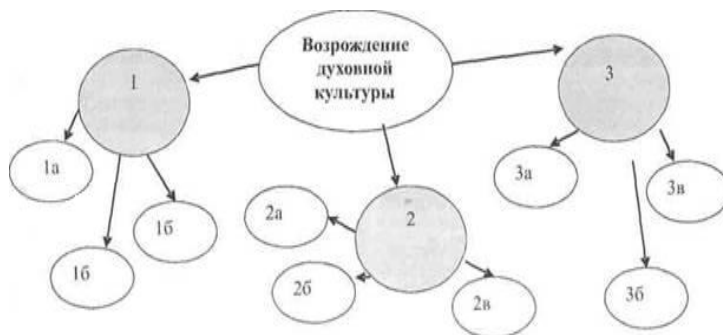 Возрождение
духовной
культуры
1
3
1а
1б
1б
2а
2
2б
2в
3а
3в
3б